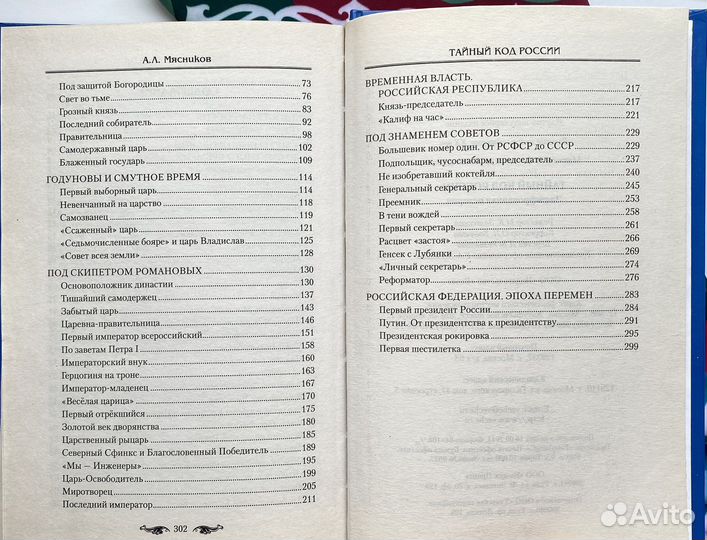 А.Л. Мясников
Под защитой Богородицы 73
Свет во тьме 76
Грозный князь 83
Последний собиратель 92
Правительница 98
Самодержавный царь 102
Блаженный государь 109
ГОДУНОВЫ И СМУТНОЕ ВРЕМЯ 114
Первый выборный царь 114
Невенчанный на царство 118
Самозванец 119
«Ссаженный» царь 121
«Седьмочисленные бояре» и царь Владислав 125
«Совет всея земли» 128
ПОД СКИПЕТРОМ РОМАНОВЫХ 130
Основоположник династии 130
Тишайший самодержец 137
Забытый царь 143
Царевна-правительница 146
Первый император всероссийский 151
По заветам Петра I 158
Императорский внук 160
Герцогиня на троне 163
Император-младенец 167
«Весёлая царица» 170
Первый отрёкшийся 175
Золотой век дворянства 180
Царственный рыцарь 185
Северный Сфинкс и Благословенный Победитель 189
«Мы — Инженеры» 195
Царь-Освободитель 199
Миротворец 205
Последний император 211
302
ТАЙНЫЙ КОД РОССИИ
ВРЕМЕННАЯ ВЛАСТЬ.
РОССИЙСКАЯ РЕСПУБЛИКА 217
Князь-председатель 217
«Калиф на час» 221
ПОД ЗНАМЕНЕМ СОВЕТОВ 229
Большевик номер один. От РСФСР до СССР 229
Подпольщик, чусоснабарм, председатель 237
Не изобретавший коктейля 240
Генеральный секретарь 245
Преемник 253
В тени вождей 258
Первый секретарь 261
Расцвет «застоя» 266
Генсек с Лубянки 269
«Личный секретарь» 274
Реформатор 276
РОССИЙСКАЯ ФЕДЕРАЦИЯ. ЭПОХА ПЕРЕМЕН 283
Первый президент России 284
Путин. От президентства к президентству 291
Президентская рокировка 295
Первая шестилетка 299
Avito